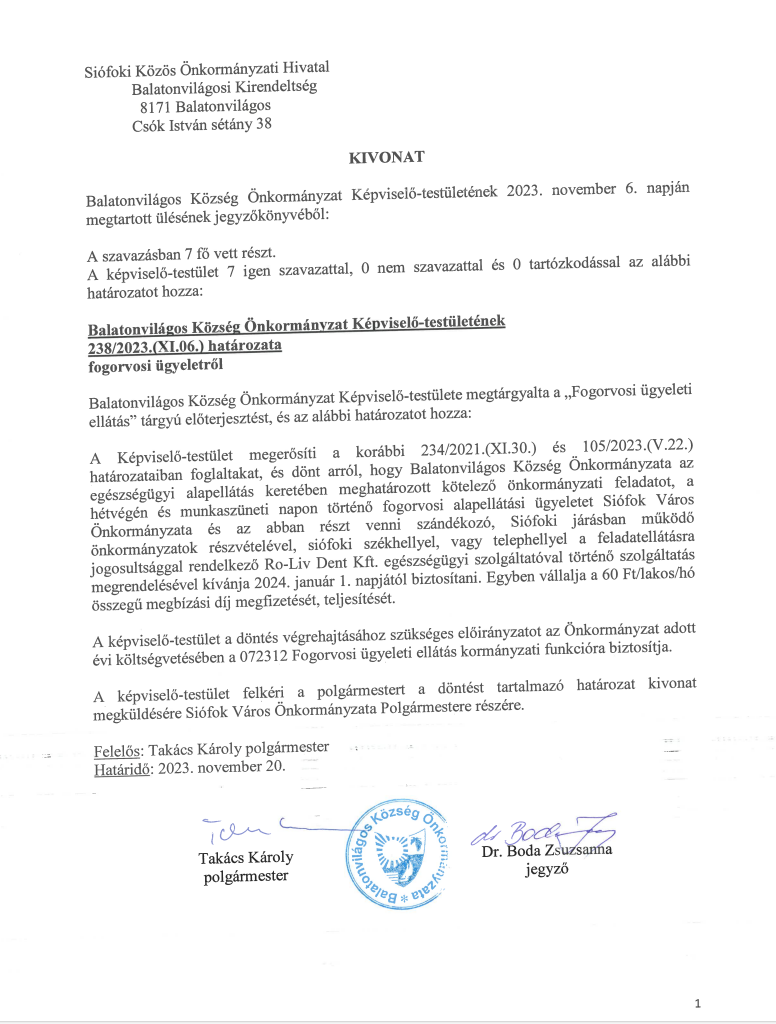 Siófoki Közös Önkormányzati Hivatal
Balatonvilágosi Kirendeltség
8171 Balatonvilágos
Csók István sétány 38
KIVONAT
Balatonvilágos Község Önkormányzat Képviselő-testületének 2023. november 6. napján
megtartott ülésének jegyzőkönyvéből:
A szavazásban 7 fő vett részt.
A képviselő-testület 7 igen szavazattal, 0 nem szavazattal és 0 tartózkodással az alábbi
határozatot hozza:
Balatonvilágos Község Önkormányzat Képviselő-testületének
238/2023.(XI.06.) határozata
fogorvosi ügyeletről
Balatonvilágos Község Önkormányzat Képviselő-testülete megtárgyalta a „Fogorvosi ügyeleti
ellátás” tárgyú előterjesztést, és az alábbi határozatot hozza:
A Képviselő-testület megerősíti a korábbi 234/2021.(XI.30.) és 105/2023.(V.22.)
határozataiban foglaltakat, és dönt arról, hogy Balatonvilágos Község Önkormányzata az
egészségügyi alapellátás keretében meghatározott kötelező önkormányzati feladatot, a
hétvégén és munkaszüneti napon történő fogorvosi alapellátási ügyeletet Siófok Város
Önkormányzata és az abban részt venni szándékozó, Siófoki járásban működő
önkormányzatok részvételével, siófoki székhellyel, vagy telephellyel a feladatellátásra
jogosultsággal rendelkező Ro-Liv Dent Kft. egészségügyi szolgáltatóval történő szolgáltatás
megrendelésével kívánja 2024. január 1. napjától biztosítani. Egyben vállalja a 60 Ft/lakos/hó
összegű megbízási díj megfizetését, teljesítését.
A képviselő-testület a döntés végrehajtásához szükséges előirányzatot az Önkormányzat adott
évi költségvetésében a 072312 Fogorvosi ügyeleti ellátás kormányzati funkcióra biztosítja.
A képviselő-testület felkéri a polgármestert a döntést tartalmazó határozat kivonat
megküldésére Siófok Város Önkormányzata Polgármestere részére.
Felelős: Takács Károly polgármester
Határidő: 2023. november 20.
Balatonvilágos Község Önkormányzata *
dr Boda
Takács Károly
polgármester
Dr. Boda Zsuzsanna
jegyző
1